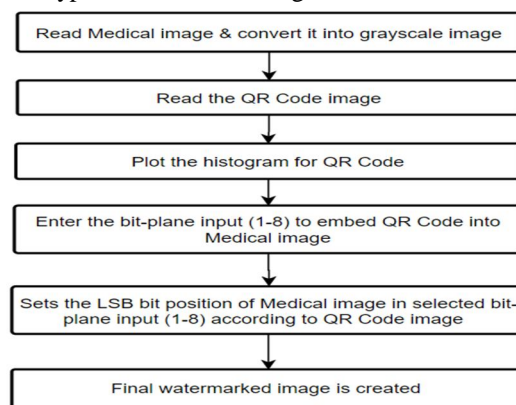 Read Medical image & convert it into grayscale image
Read the QR Code image
Plot the histogram for QR Code
Enter the bit-plane input (1-8) to embed QR Code into
Medical image
Sets the LSB bit position of Medical image in selected bit-
plane input (1-8) according to QR Code image
Final watermarked image is created